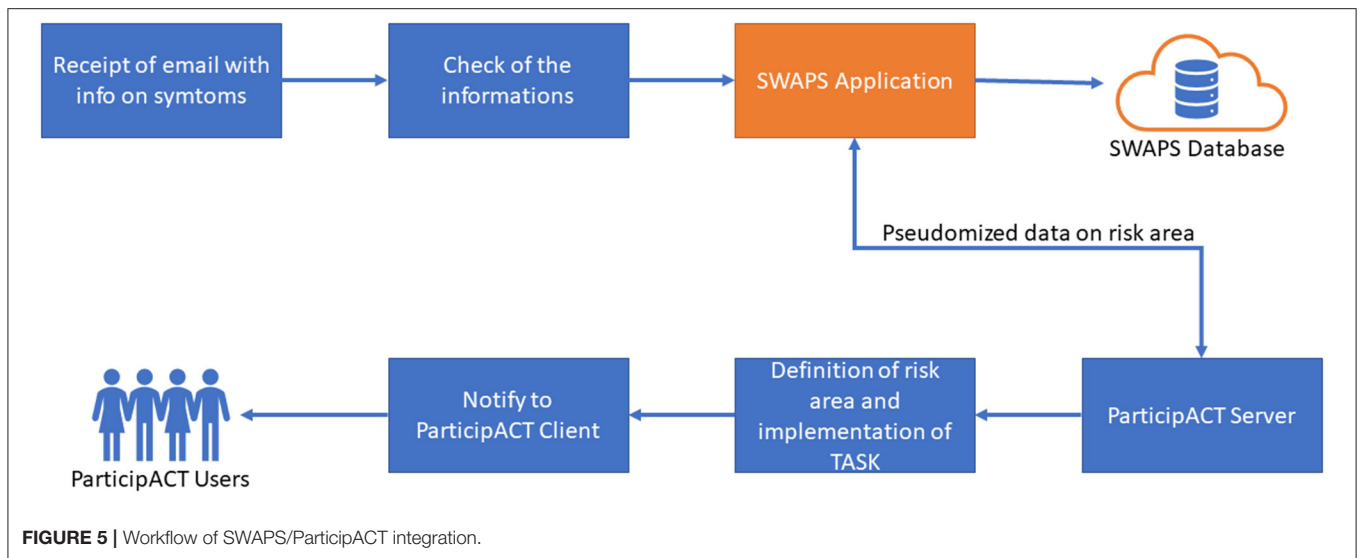 Receipt of email with
info on symtoms
Check of the
informations
SWAPS Application
SWAPS Database
Pseudomized data on risk area
ParticipACT Users
Notify to
ParticipACT Client
Definition of risk
area and
implementation of
TASK
ParticipACT Server
FIGURE 5 | Workflow of SWAPS/ParticipACT integration.